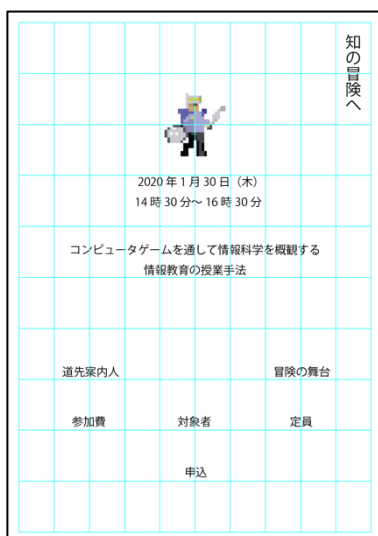 知の冒険へ
2020 年 1 月 30 日（木）
14 時 30 分～ 16 時 30 分
コンピュータゲームを通して情報科学を概観する
情報教育の授業手法
道先案内人
冒険の舞台
参加費
対象者
定員
申込